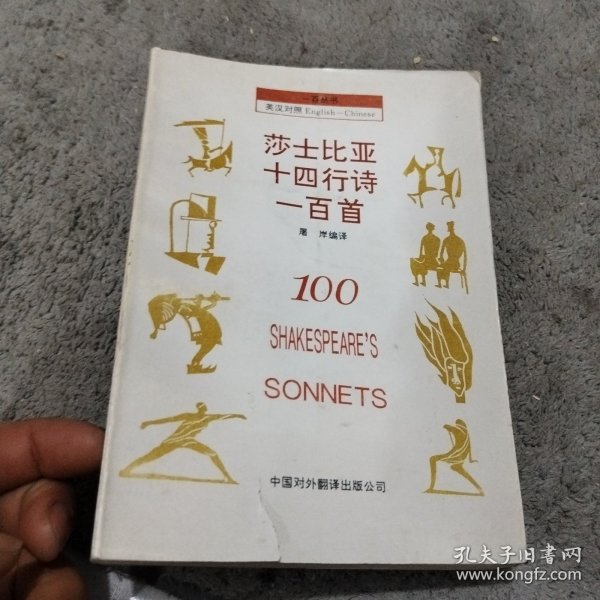 一百丛书
英汉对照 English－Chinese
莎士比亚
十四行诗
一百首
屠 岸编译
100
SHAKESPEARE'S
SONNETS
中国对外翻译出版公司
孔夫子旧书网
www.kongfz.com